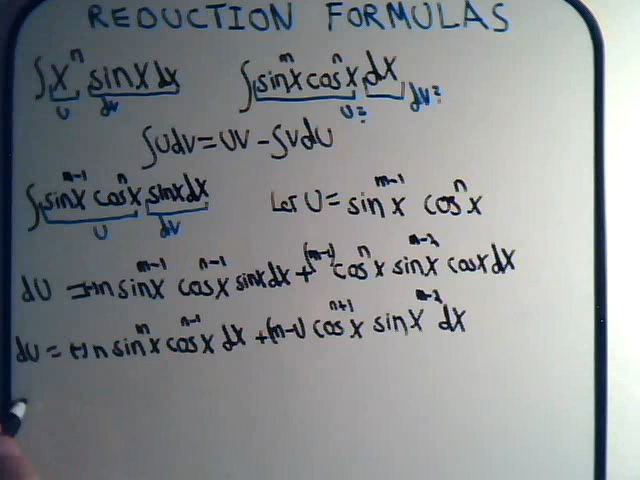 REDUCTION FORMULAS
∫xⁿ sinx dx ∫sinᵐx cosⁿx dx
u dv u? dv?
∫udv = uv - ∫vdu
∫sinᵐ⁻¹x cosⁿx sinx dx Let u = sinᵐ⁻¹x cosⁿx
u dv
du = -n sinᵐ⁻¹x cosⁿ⁻¹x sinx dx + (m-1) cosⁿx sinᵐ⁻²x cosx dx
du = (-)n sinᵐx cosⁿ⁻¹x dx + (m-1) cosⁿ⁺¹x sinᵐ⁻²x dx